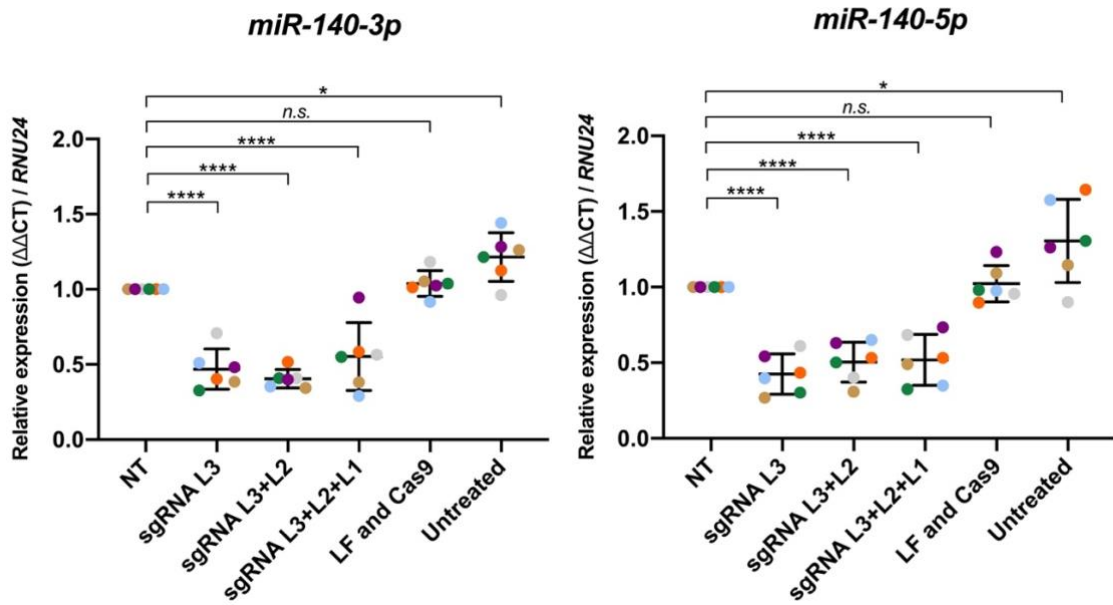 miR-140-3p
Relative expression (ΔΔCT) / RNU24
2.0
1.5
1.0
0.5
0.0
*
n.s.
****
****
****
NT
sgRNA L3
sgRNA L3+L2
sgRNA L3+L2+L1
LF and Cas9
Untreated
miR-140-5p
Relative expression (ΔΔCT) / RNU24
2.0
1.5
1.0
0.5
0.0
*
n.s.
****
****
****
NT
sgRNA L3
sgRNA L3+L2
sgRNA L3+L2+L1
LF and Cas9
Untreated